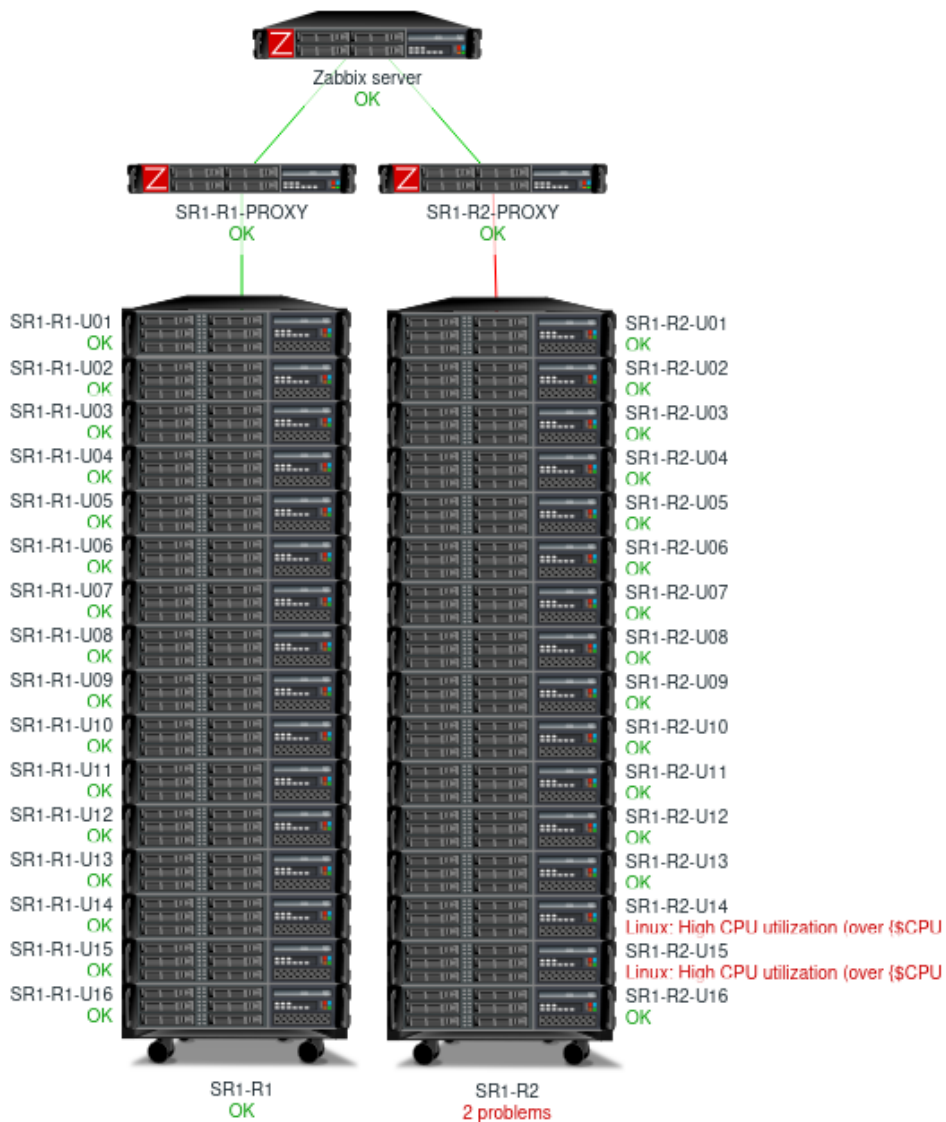 Z
Zabbix server
OK
Z
SR1-R1-PROXY
OK
Z
SR1-R2-PROXY
OK
SR1-R1-U01
OK
SR1-R1-U02
OK
SR1-R1-U03
OK
SR1-R1-U04
OK
SR1-R1-U05
OK
SR1-R1-U06
OK
SR1-R1-U07
OK
SR1-R1-U08
OK
SR1-R1-U09
OK
SR1-R1-U10
OK
SR1-R1-U11
OK
SR1-R1-U12
OK
SR1-R1-U13
OK
SR1-R1-U14
OK
SR1-R1-U15
OK
SR1-R1-U16
OK
SR1-R1
OK
SR1-R2-U01
OK
SR1-R2-U02
OK
SR1-R2-U03
OK
SR1-R2-U04
OK
SR1-R2-U05
OK
SR1-R2-U06
OK
SR1-R2-U07
OK
SR1-R2-U08
OK
SR1-R2-U09
OK
SR1-R2-U10
OK
SR1-R2-U11
OK
SR1-R2-U12
OK
SR1-R2-U13
OK
SR1-R2-U14
Linux: High CPU utilization (over {$CPU
SR1-R2-U15
Linux: High CPU utilization (over {$CPU
SR1-R2-U16
OK
SR1-R2
2 problems